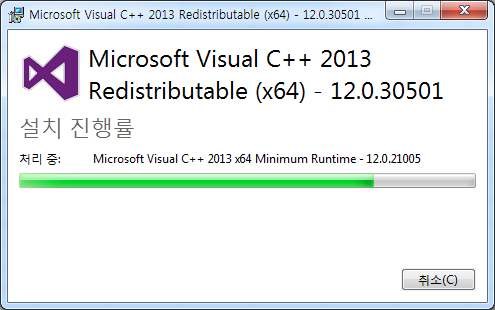 Microsoft Visual C++ 2013 Redistributable (x64) - 12.0.30501 ...
Microsoft Visual C++ 2013
Redistributable (x64) - 12.0.30501
설치 진행률
처리 중: Microsoft Visual C++ 2013 x64 Minimum Runtime - 12.0.21005
취소(C)